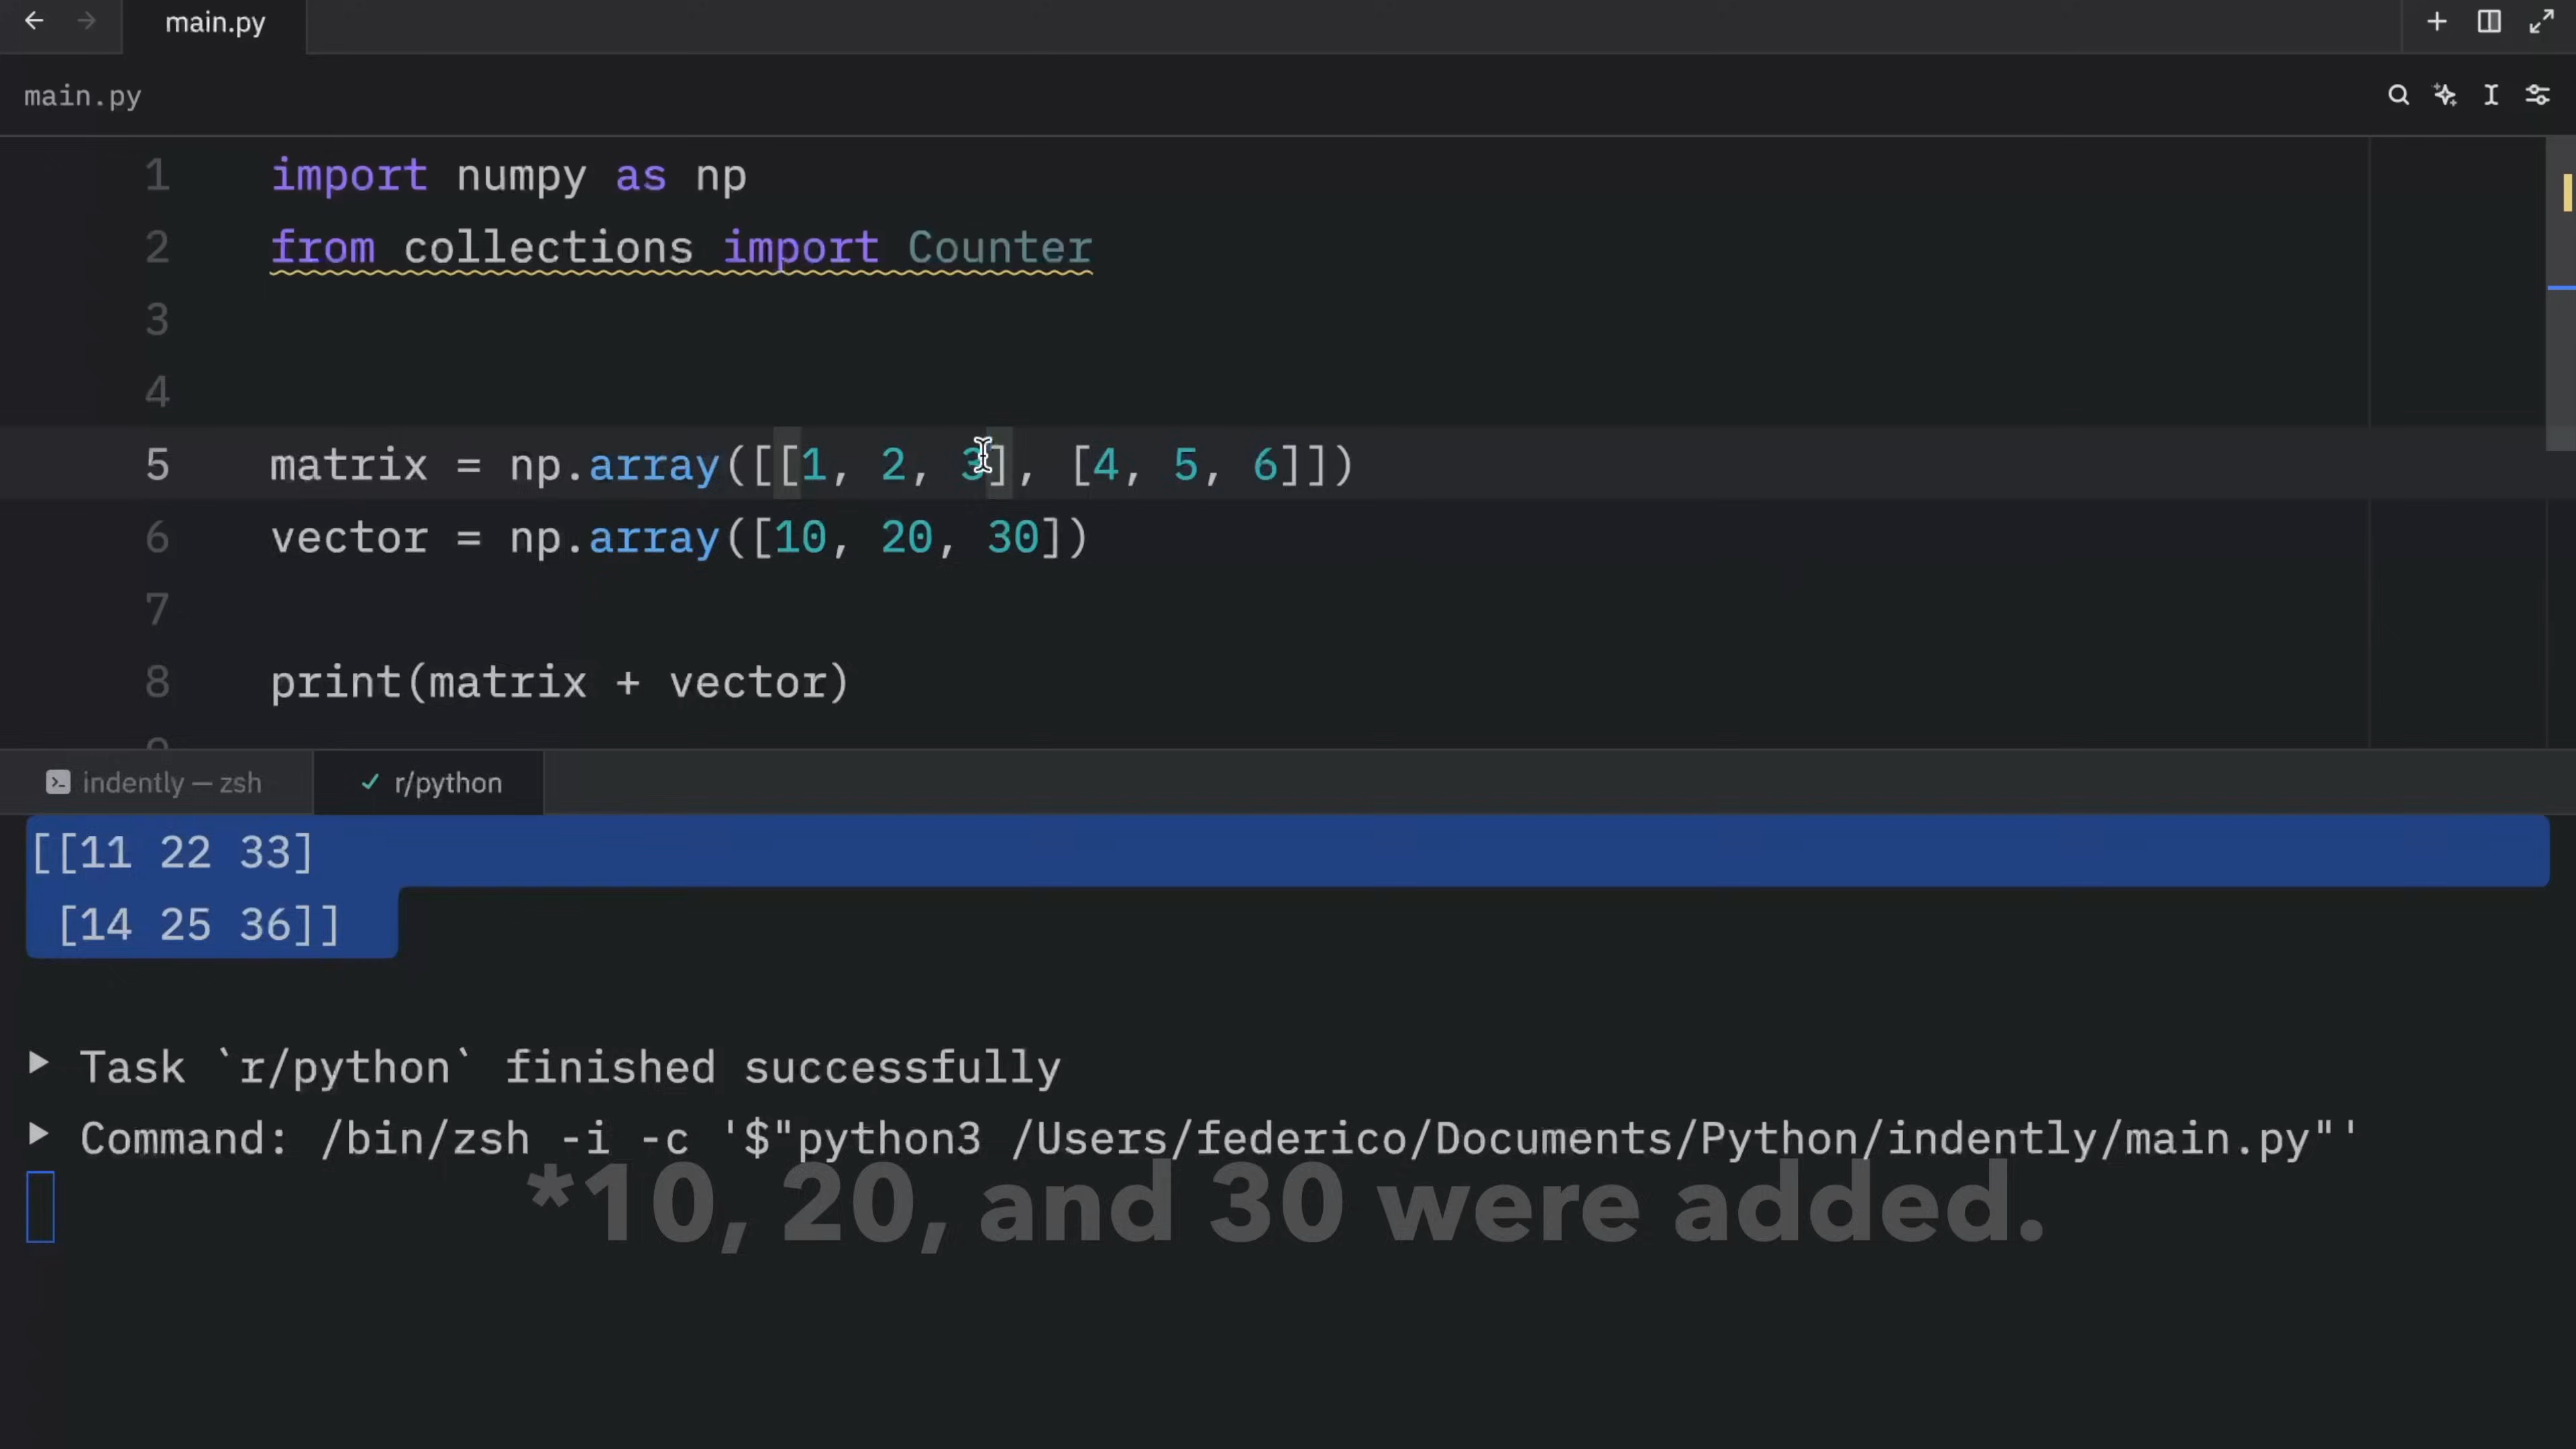 main.py
main.py
1 import numpy as np
2 from collections import Counter
3
4
5 matrix = np.array([[1, 2, 3], [4, 5, 6]])
6 vector = np.array([10, 20, 30])
7
8 print(matrix + vector)
indently — zsh
r/python
[[11 22 33]
 [14 25 36]]
Task `r/python` finished successfully
Command: /bin/zsh -i -c '$"python3 /Users/federico/Documents/Python/indently/main.py"'
*10, 20, and 30 were added.